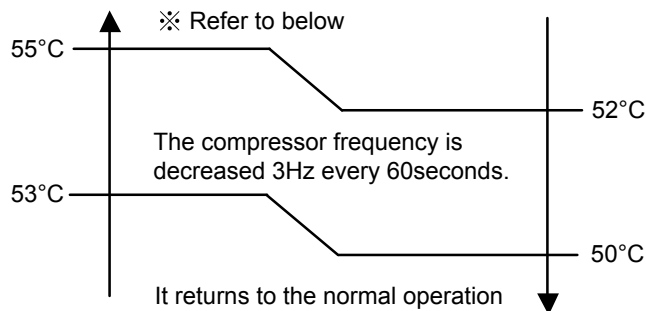 ※ Refer to below
55°C
52°C
The compressor frequency is
decreased 3Hz every 60seconds.
53°C
50°C
It returns to the normal operation